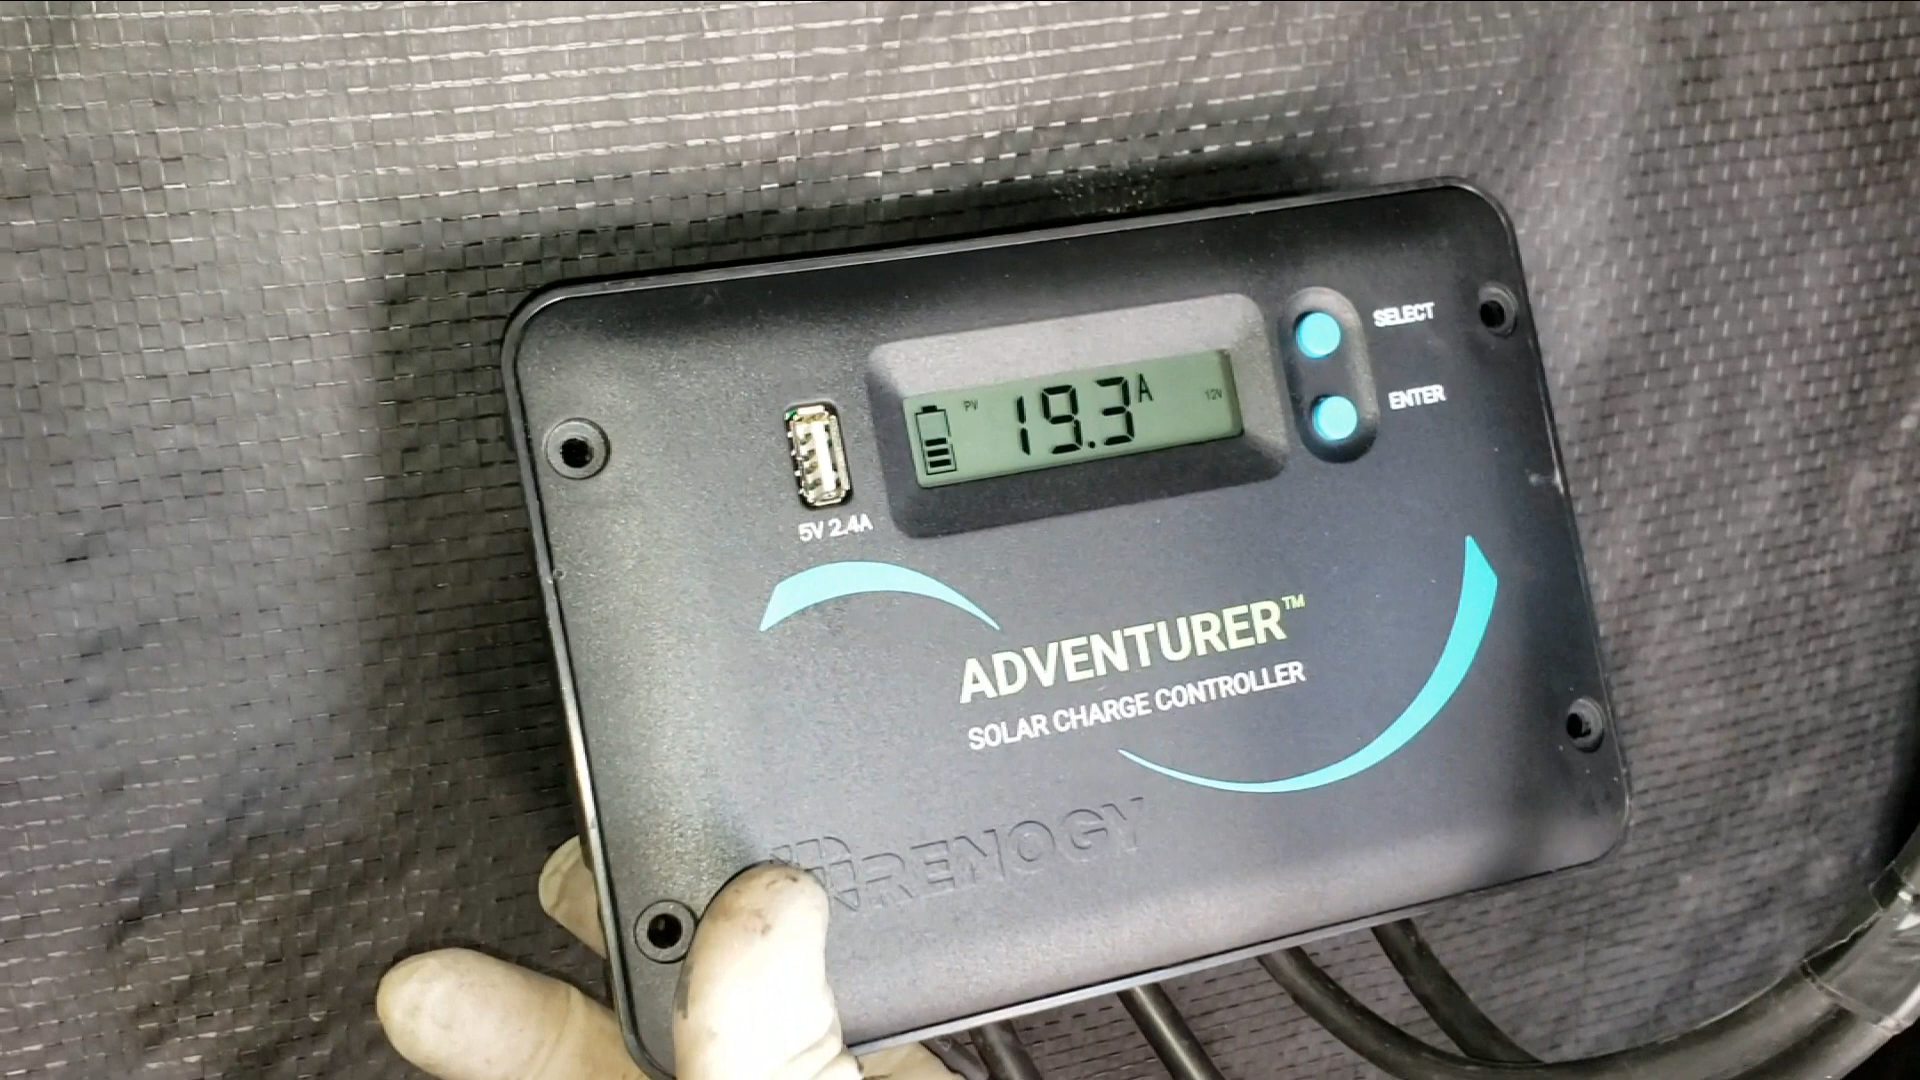 SELECT
PV 19.3 A 12V
ENTER
5V 2.4A
ADVENTURER™
SOLAR CHARGE CONTROLLER
RENOGY